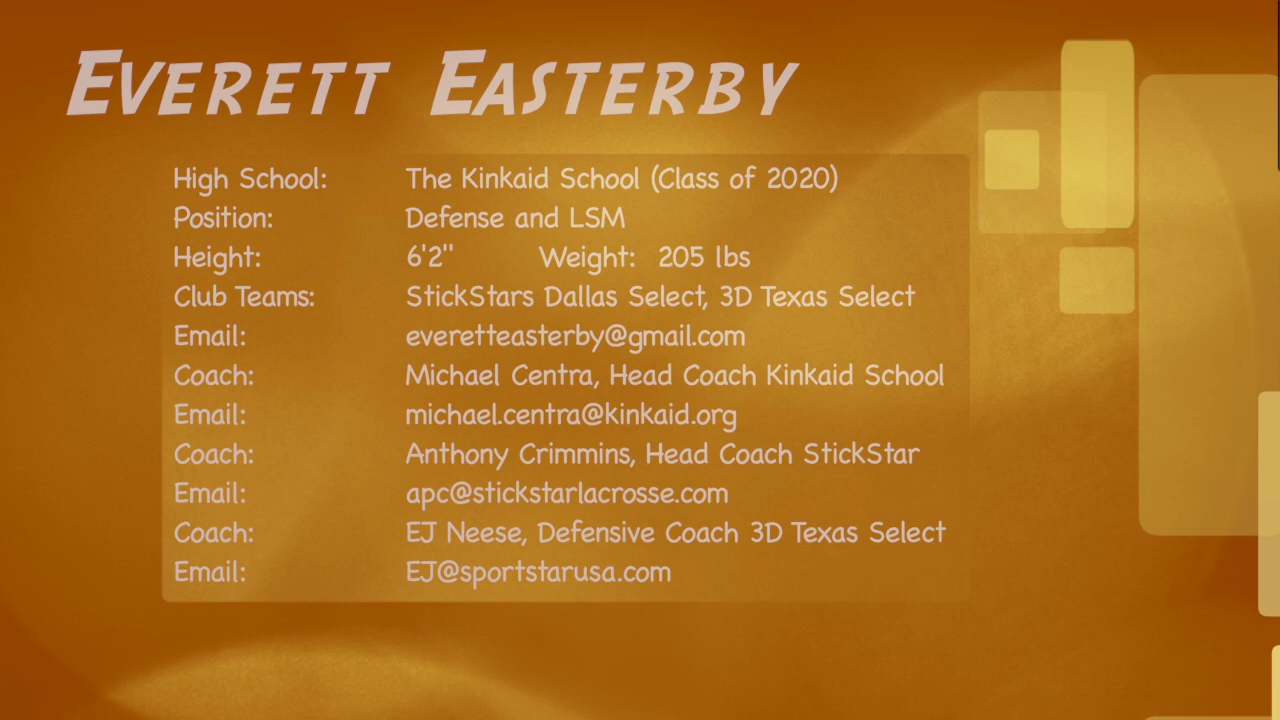 Everett Easterby
High School: The Kinkaid School (Class of 2020)
Position: Defense and LSM
Height: 6'2" Weight: 205 lbs
Club Teams: StickStars Dallas Select, 3D Texas Select
Email: everetteasterby@gmail.com
Coach: Michael Centra, Head Coach Kinkaid School
Email: michael.centra@kinkaid.org
Coach: Anthony Crimmins, Head Coach StickStar
Email: apc@stickstarlacrosse.com
Coach: EJ Neese, Defensive Coach 3D Texas Select
Email: EJ@sportstarusa.com